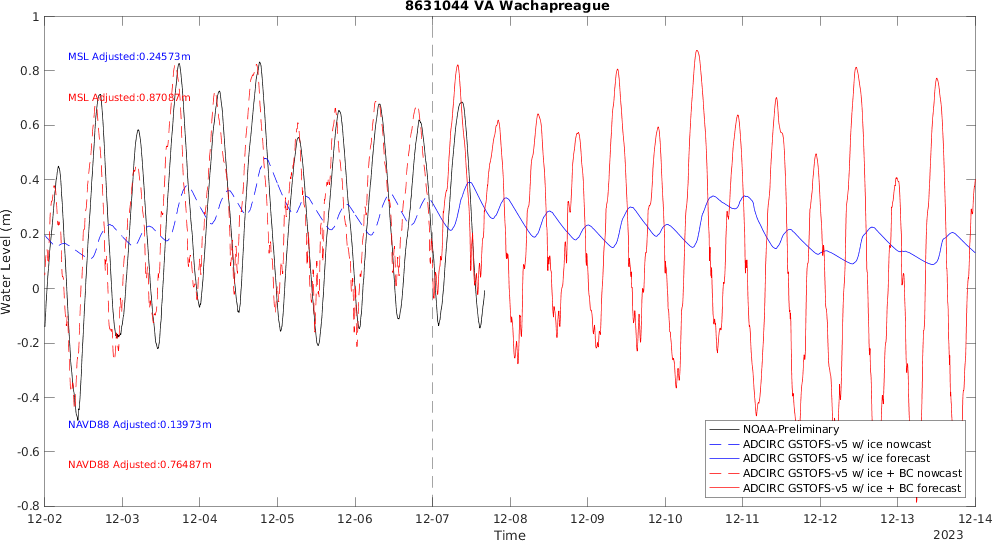 8631044 VA Wachapreague
MSL Adjusted:0.24573m
MSL Adjusted:0.87087m
NAVD88 Adjusted:0.13973m
NAVD88 Adjusted:0.76487m
Water Level (m)
1
0.8
0.6
0.4
0.2
0
-0.2
-0.4
-0.6
-0.8
NOAA-Preliminary
ADCIRC GSTOFS-v5 w/ ice nowcast
ADCIRC GSTOFS-v5 w/ ice forecast
ADCIRC GSTOFS-v5 w/ ice + BC nowcast
ADCIRC GSTOFS-v5 w/ ice + BC forecast
12-02 12-03 12-04 12-05 12-06 12-07 12-08 12-09 12-10 12-11 12-12 12-13 12-14
Time
2023